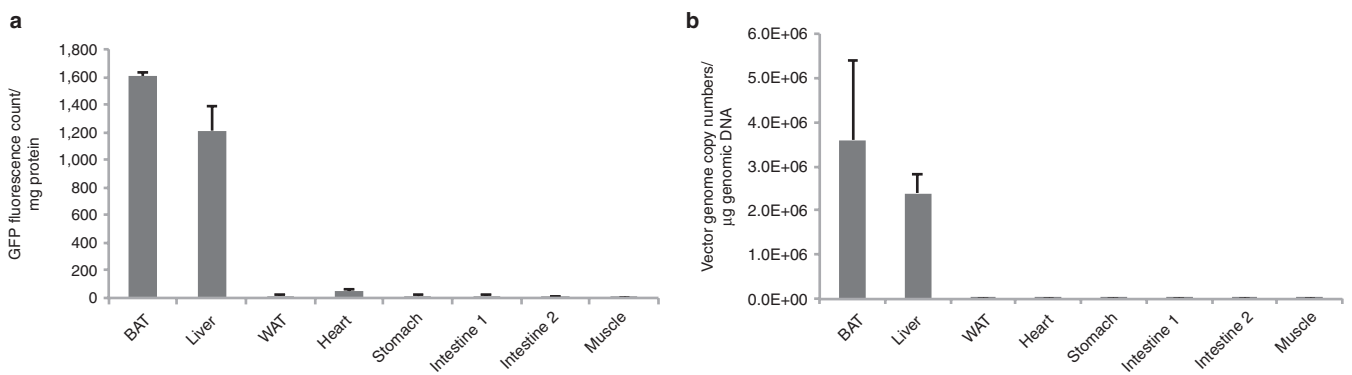 a
GFP fluorescence count/
mg protein
1,800
1,600
1,400
1,200
1,000
800
600
400
200
0
BAT
Liver
WAT
Heart
Stomach
Intestine 1
Intestine 2
Muscle
b
Vector genome copy numbers/
μg genomic DNA
6.0E+06
5.0E+06
4.0E+06
3.0E+06
2.0E+06
1.0E+06
0.0E+00
BAT
Liver
WAT
Heart
Stomach
Intestine 1
Intestine 2
Muscle